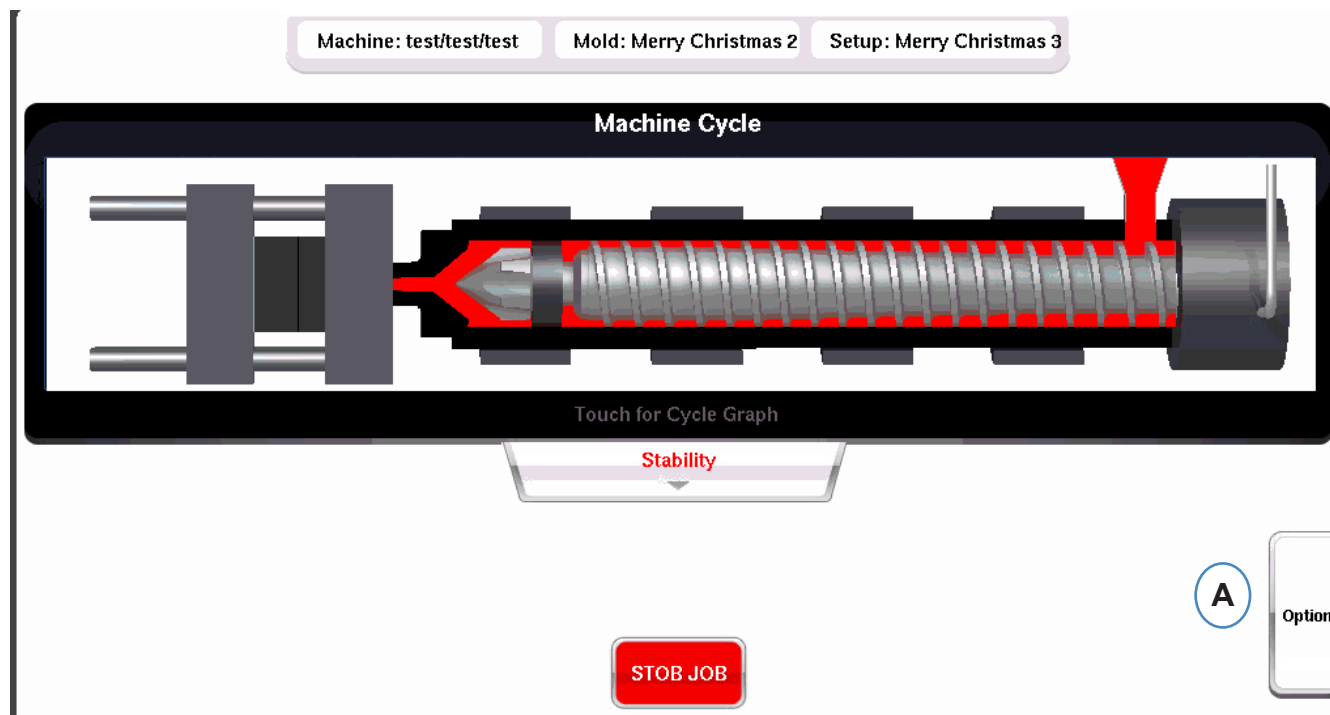 Machine: test/test/test
Mold: Merry Christmas 2
Setup: Merry Christmas 3
Machine Cycle
Touch for Cycle Graph
Stability
A
Option
STOB JOB